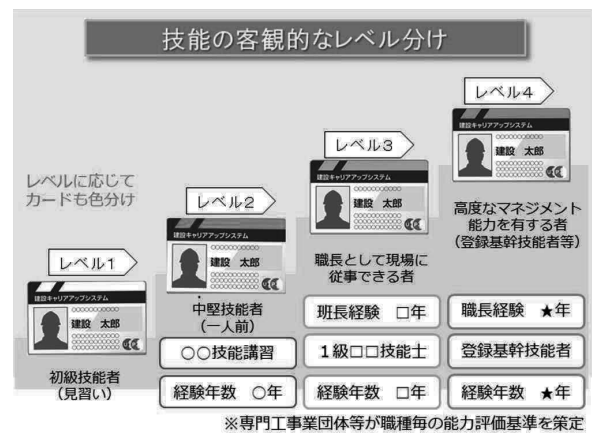 技能の客観的なレベル分け
レベルに応じて
カードも色分け
レベル1
建設キャリアアップシステム
建設 太郎
初級技能者
(見習い)
レベル2
建設キャリアアップシステム
建設 太郎
中堅技能者
(一人前)
○○技能講習
経験年数 ○年
レベル3
建設キャリアアップシステム
建設 太郎
職長として現場に
従事できる者
班長経験 □年
1級□□技能士
経験年数 □年
レベル4
建設キャリアアップシステム
建設 太郎
高度なマネジメント
能力を有する者
(登録基幹技能者等)
職長経験 ★年
登録基幹技能者
経験年数 ★年
※専門工事業団体等が職種毎の能力評価基準を策定